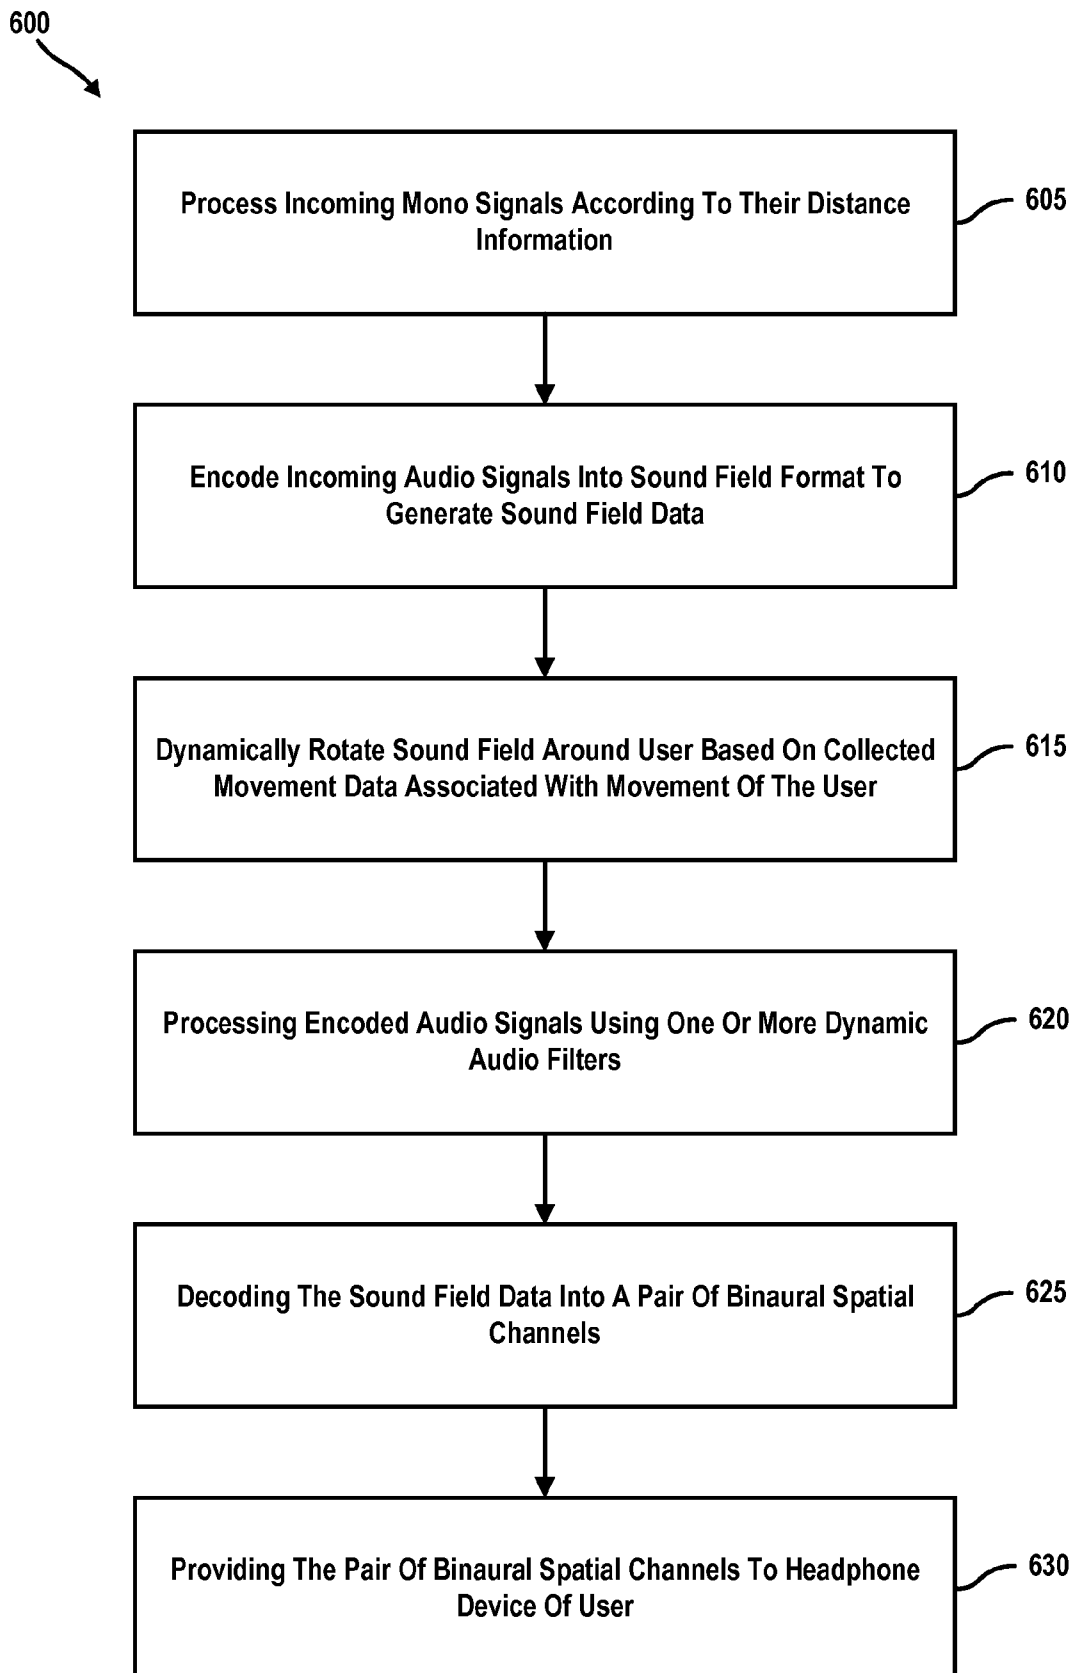 600
Process Incoming Mono Signals According To Their Distance
Information
605
Encode Incoming Audio Signals Into Sound Field Format To
Generate Sound Field Data
610
Dynamically Rotate Sound Field Around User Based On Collected
Movement Data Associated With Movement Of The User
615
Processing Encoded Audio Signals Using One Or More Dynamic
Audio Filters
620
Decoding The Sound Field Data Into A Pair Of Binaural Spatial
Channels
625
Providing The Pair Of Binaural Spatial Channels To Headphone
Device Of User
630